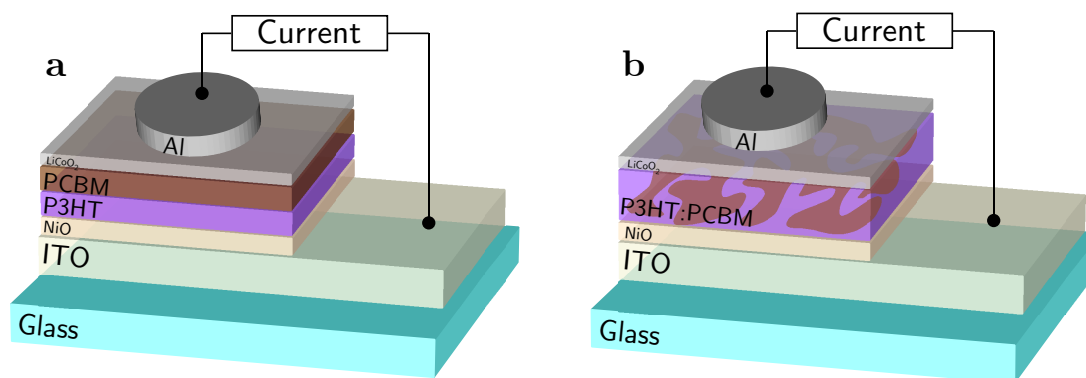 a
Current
Al
LiCoO₂
PCBM
P3HT
NiO
ITO
Glass
b
Current
Al
LiCoO₂
P3HT:PCBM
NiO
ITO
Glass